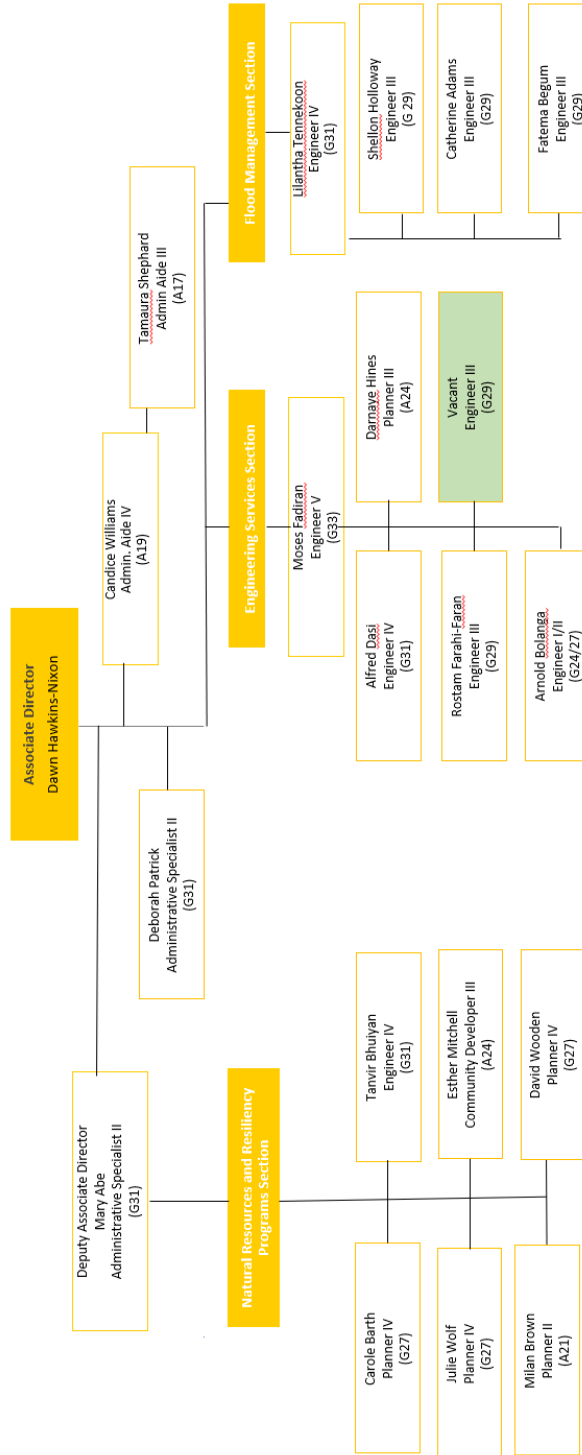 Associate Director
Dawn Hawkins-Nixon
Deputy Associate Director
Mary Abe
Administrative Specialist II
(G31)
Candice Williams
Admin. Aide IV
(A19)
Tamaura Shephard
Admin Aide III
(A17)
Deborah Patrick
Administrative Specialist II
(G31)
Natural Resources and Resiliency
Programs Section
Carole Barth
Planner IV
(G27)
Tanvir Bhuiyan
Engineer IV
(G31)
Julie Wolf
Planner IV
(G27)
Esther Mitchell
Community Developer III
(A24)
Milan Brown
Planner II
(A21)
David Wooden
Planner IV
(G27)
Engineering Services Section
Moses Fadiran
Engineer V
(G33)
Alfred Dasi
Engineer IV
(G31)
Darnaye Hines
Planner III
(A24)
Rostam Farahi-Faran
Engineer III
(G29)
Vacant
Engineer III
(G29)
Arnold Bolanga
Engineer I/II
(G24/27)
Flood Management Section
Lilantha Tennekoon
Engineer IV
(G31)
Shellon Holloway
Engineer III
(G 29)
Catherine Adams
Engineer III
(G29)
Fatema Begum
Engineer III
(G29)